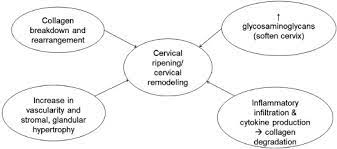 Collagen
breakdown and
rearrangement
↑
glycosaminoglycans
(soften cervix)
Cervical
ripening/
cervical
remodeling
Increase in
vascularity and
stromal, glandular
hypertrophy
Inflammatory
infiltration &
cytokine production
→ collagen
degradation